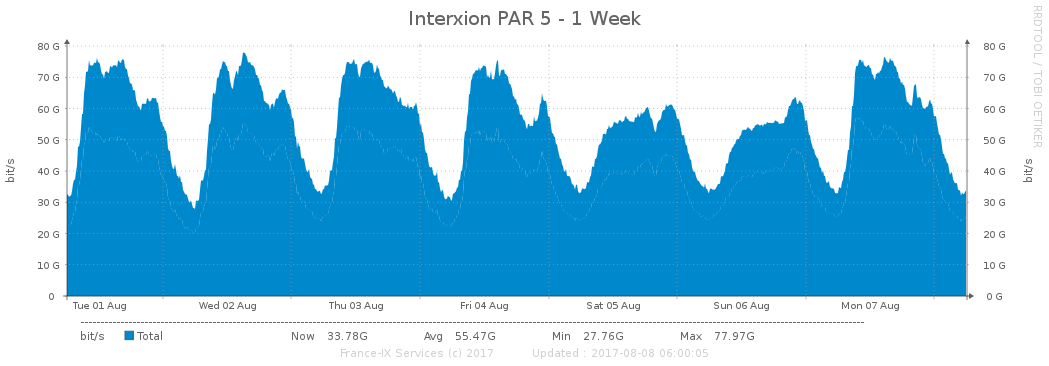 Interxion PAR 5 - 1 Week
RRDTOOL / TOBI OETIKER
bit/s
bit/s
80 G 80 G
70 G 70 G
60 G 60 G
50 G 50 G
40 G 40 G
30 G 30 G
20 G 20 G
10 G 10 G
0 0 G
Tue 01 Aug Wed 02 Aug Thu 03 Aug Fri 04 Aug Sat 05 Aug Sun 06 Aug Mon 07 Aug
bit/s Total Now 33.78G Avg 55.47G Min 27.76G Max 77.97G
France-IX Services (c) 2017 Updated : 2017-08-08 06:00:05